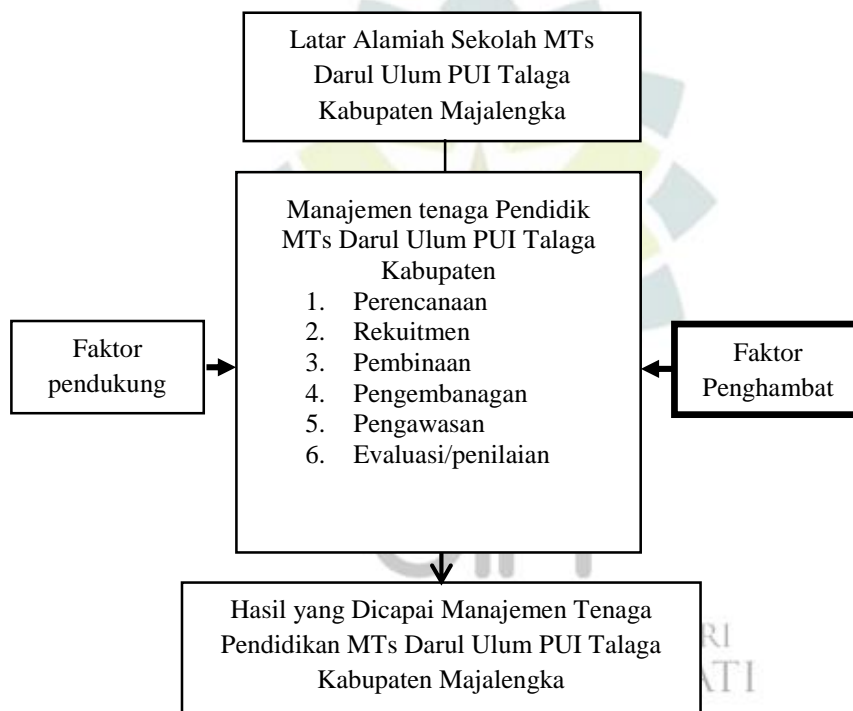 Latar Alamiah Sekolah MTs
Darul Ulum PUI Talaga
Kabupaten Majalengka
Manajemen tenaga Pendidik
MTs Darul Ulum PUI Talaga
Kabupaten
1. Perencanaan
2. Rekuitmen
3. Pembinaan
4. Pengembanagan
5. Pengawasan
6. Evaluasi/penilaian
Faktor
pendukung
Faktor
Penghambat
Hasil yang Dicapai Manajemen Tenaga
Pendidikan MTs Darul Ulum PUI Talaga
Kabupaten Majalengka